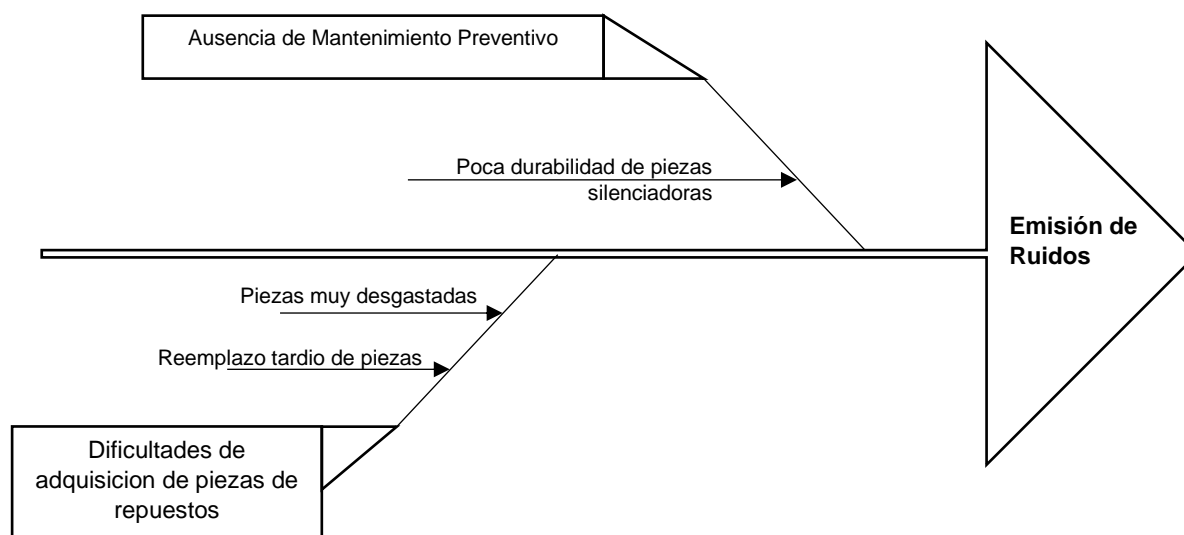 Ausencia de Mantenimiento Preventivo
Poca durabilidad de piezas
silenciadoras
Emisión de
Ruidos
Piezas muy desgastadas
Reemplazo tardio de piezas
Dificultades de
adquisicion de piezas de
repuestos